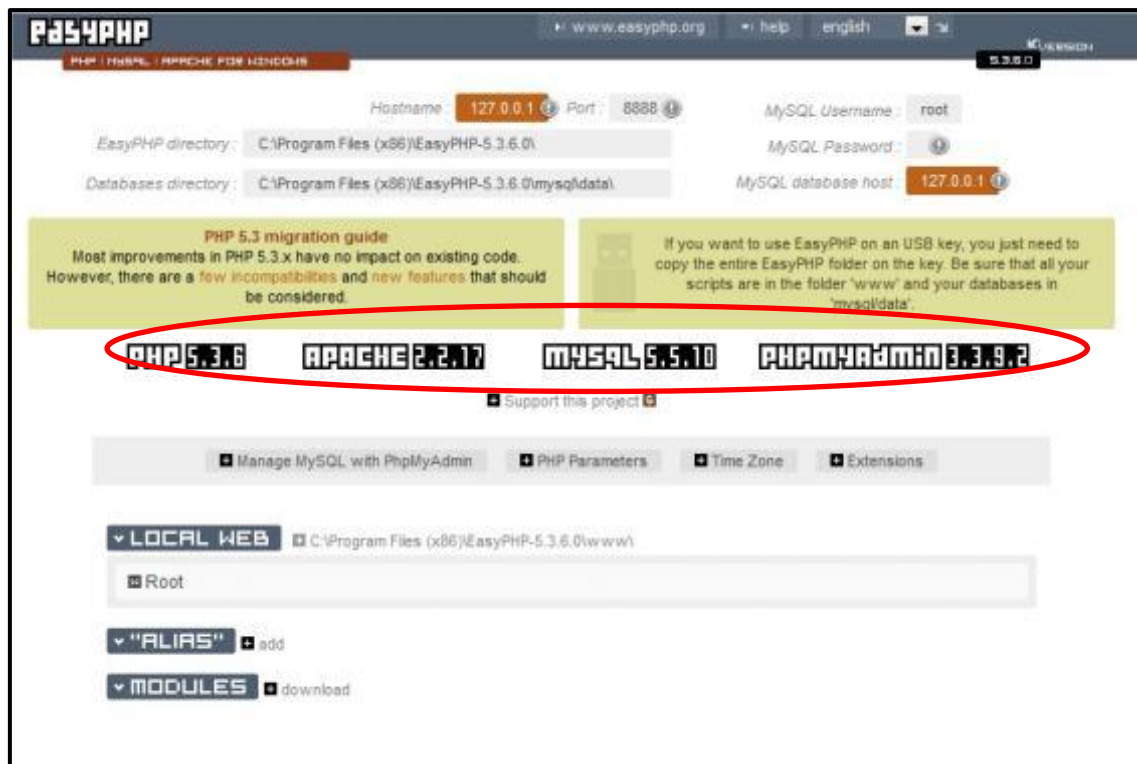 EASYPHP
www.easyphp.org help english
VERSION
PHP | MYSQL | APACHE FOR WINDOWS
5.3.6.0
Hostname : 127.0.0.1 Port : 8888
MySQL Username : root
EasyPHP directory : C:\Program Files (x86)\EasyPHP-5.3.6.0\
MySQL Password :
Databases directory : C:\Program Files (x86)\EasyPHP-5.3.6.0\mysql\data\
MySQL database host : 127.0.0.1
PHP 5.3 migration guide
Most improvements in PHP 5.3.x have no impact on existing code.
However, there are a few incompatibilities and new features that should
be considered.
If you want to use EasyPHP on an USB key, you just need to
copy the entire EasyPHP folder on the key. Be sure that all your
scripts are in the folder 'www' and your databases in
'mysql/data'.
PHP 5.3.6 APACHE 2.2.17 MYSQL 5.5.10 PHPMYADMIN 3.3.9.2
Support this project
Manage MySQL with PhpMyAdmin PHP Parameters Time Zone Extensions
LOCAL WEB C:\Program Files (x86)\EasyPHP-5.3.6.0\www\
Root
"ALIAS" add
MODULES download